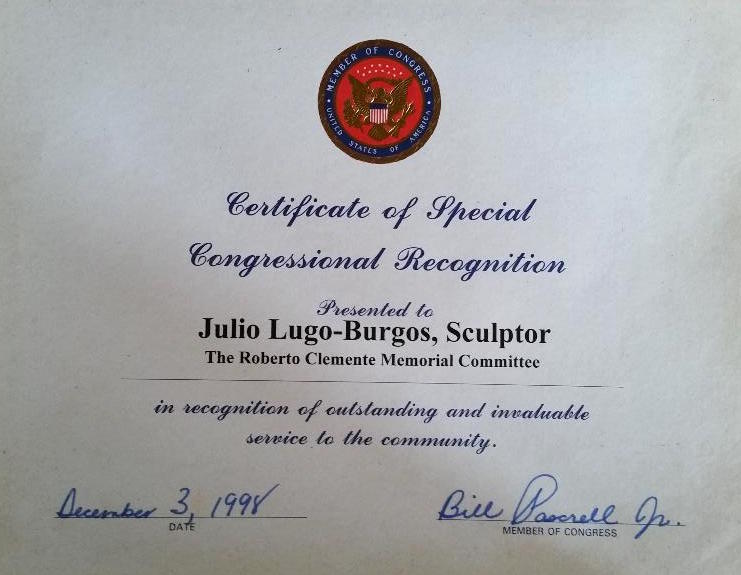 MEMBER OF CONGRESS
UNITED STATES OF AMERICA
Certificate of Special
Congressional Recognition
Presented to
Julio Lugo-Burgos, Sculptor
The Roberto Clemente Memorial Committee
in recognition of outstanding and invaluable
service to the community.
December 3, 1998 Bill Pascrell Jr.
DATE MEMBER OF CONGRESS